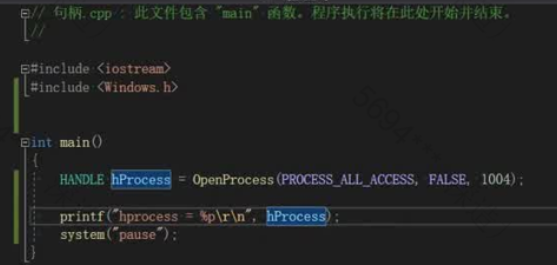 // 句柄.cpp : 此文件包含 "main" 函数。程序执行将在此处开始并结束。
//
#include <iostream>
#include <Windows.h>
int main()
{
HANDLE hProcess = OpenProcess(PROCESS_ALL_ACCESS, FALSE, 1004);
printf("hprocess = %p\r\n", hProcess);
system("pause");
}